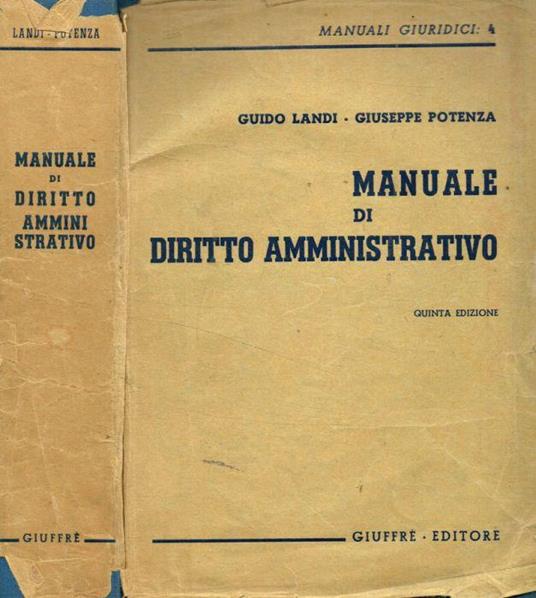 LANDI - POTENZA
MANUALE
DI
DIRITTO
AMMINI
STRATIVO
GIUFFRÈ
MANUALI GIURIDICI: 4
GUIDO LANDI - GIUSEPPE POTENZA
MANUALE
DI
DIRITTO AMMINISTRATIVO
QUINTA EDIZIONE
GIUFFRÈ - EDITORE